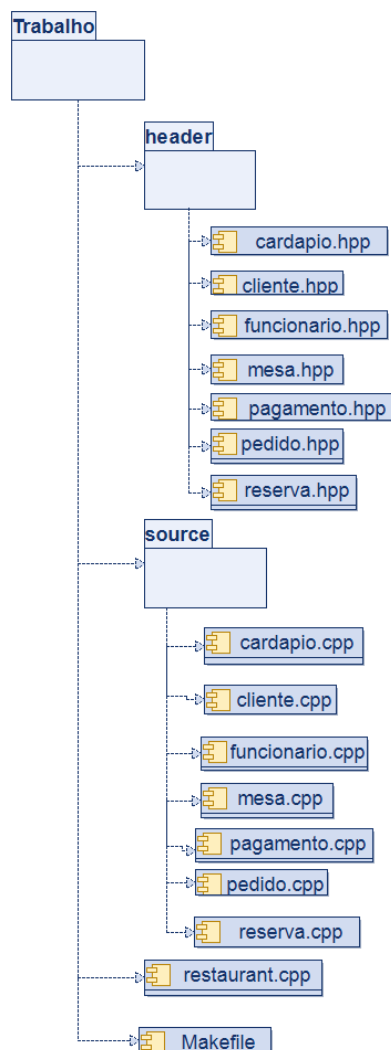 Trabalho
header
cardapio.hpp
cliente.hpp
funcionario.hpp
mesa.hpp
pagamento.hpp
pedido.hpp
reserva.hpp
source
cardapio.cpp
cliente.cpp
funcionario.cpp
mesa.cpp
pagamento.cpp
pedido.cpp
reserva.cpp
restaurant.cpp
Makefile